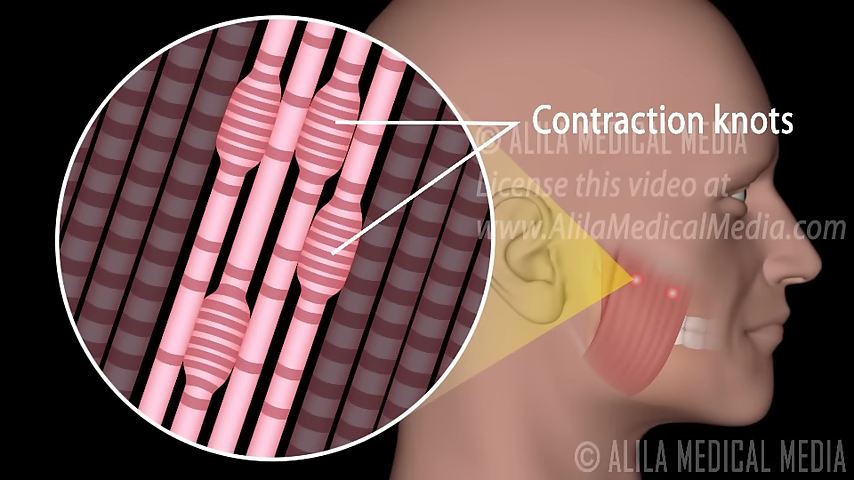 Contraction knots
© ALILA MEDICAL MEDIA
License this video at
www.AlilaMedicalMedia.com
© ALILA MEDICAL MEDIA